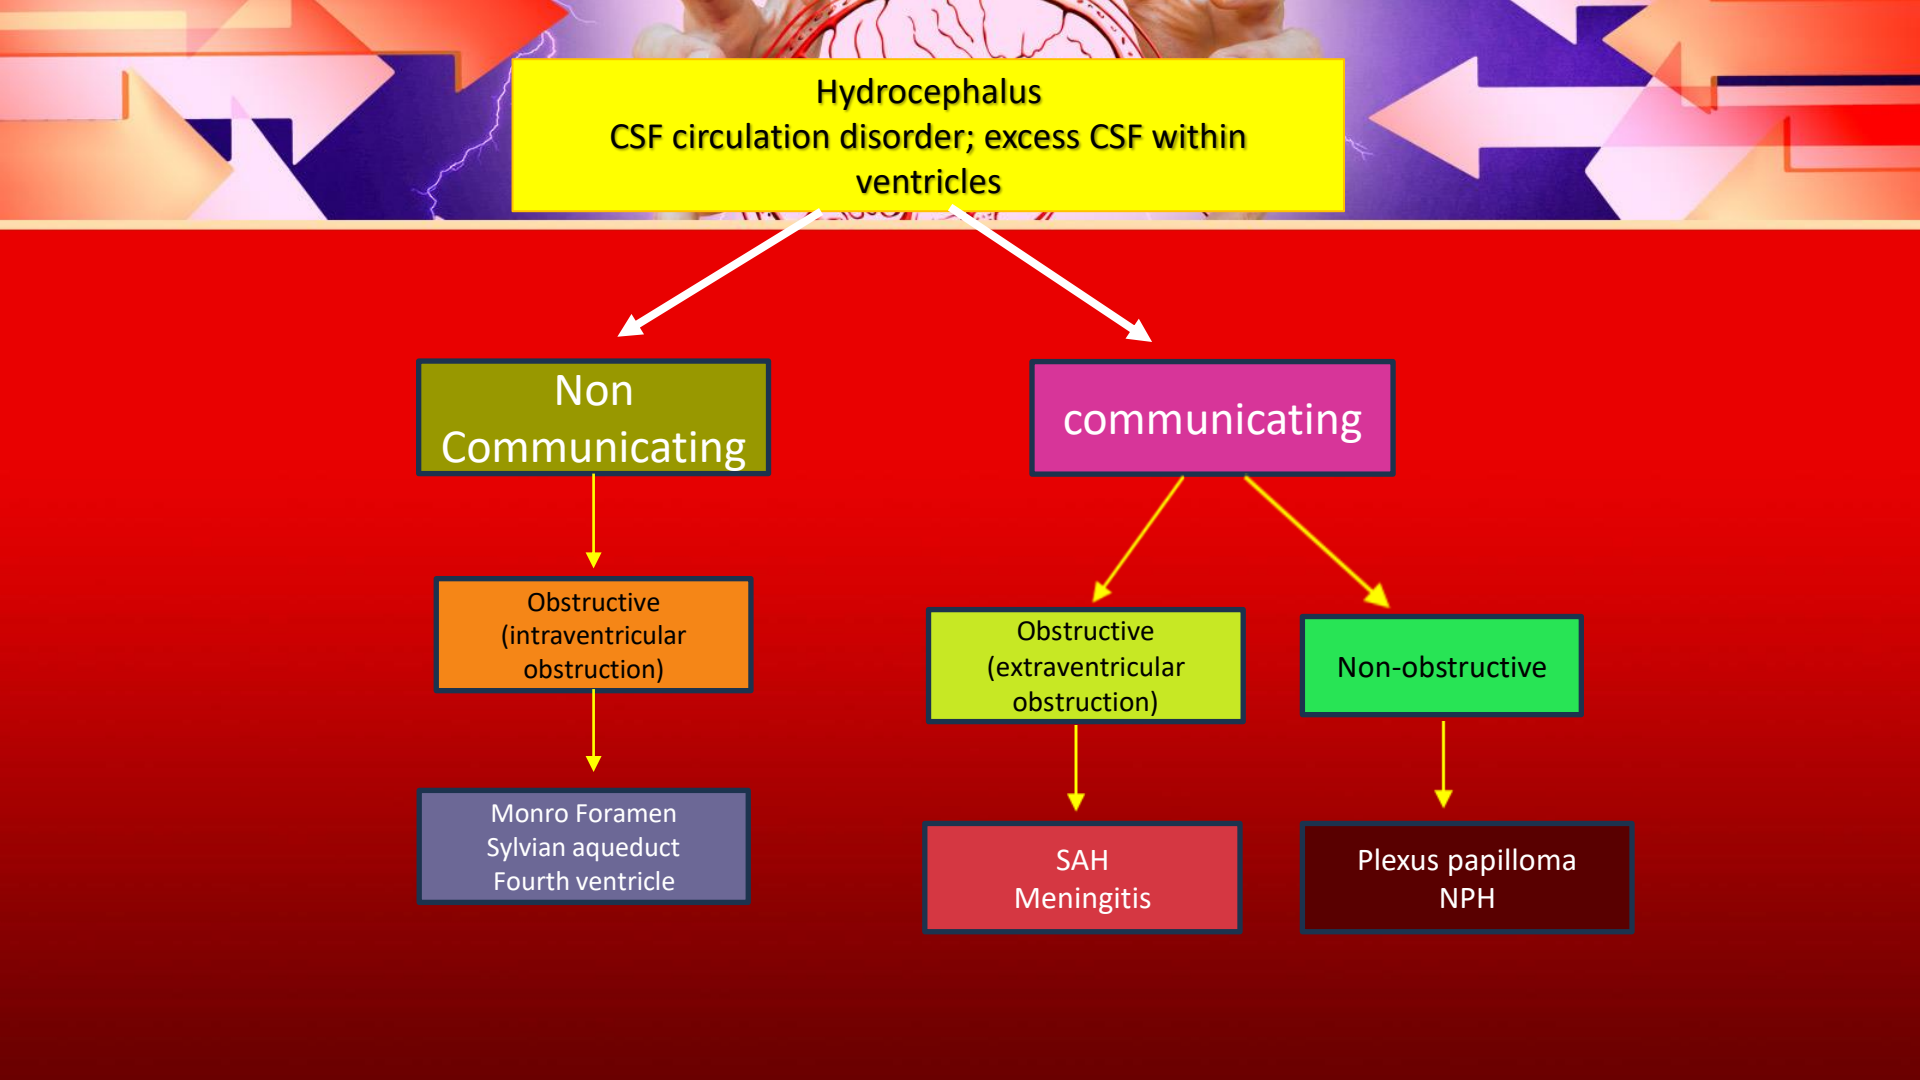 Hydrocephalus
CSF circulation disorder; excess CSF within
ventricles
Non
Communicating
communicating
Obstructive
(intraventricular
obstruction)
Obstructive
(extraventricular
obstruction)
Non-obstructive
Monro Foramen
Sylvian aqueduct
Fourth ventricle
SAH
Meningitis
Plexus papilloma
NPH